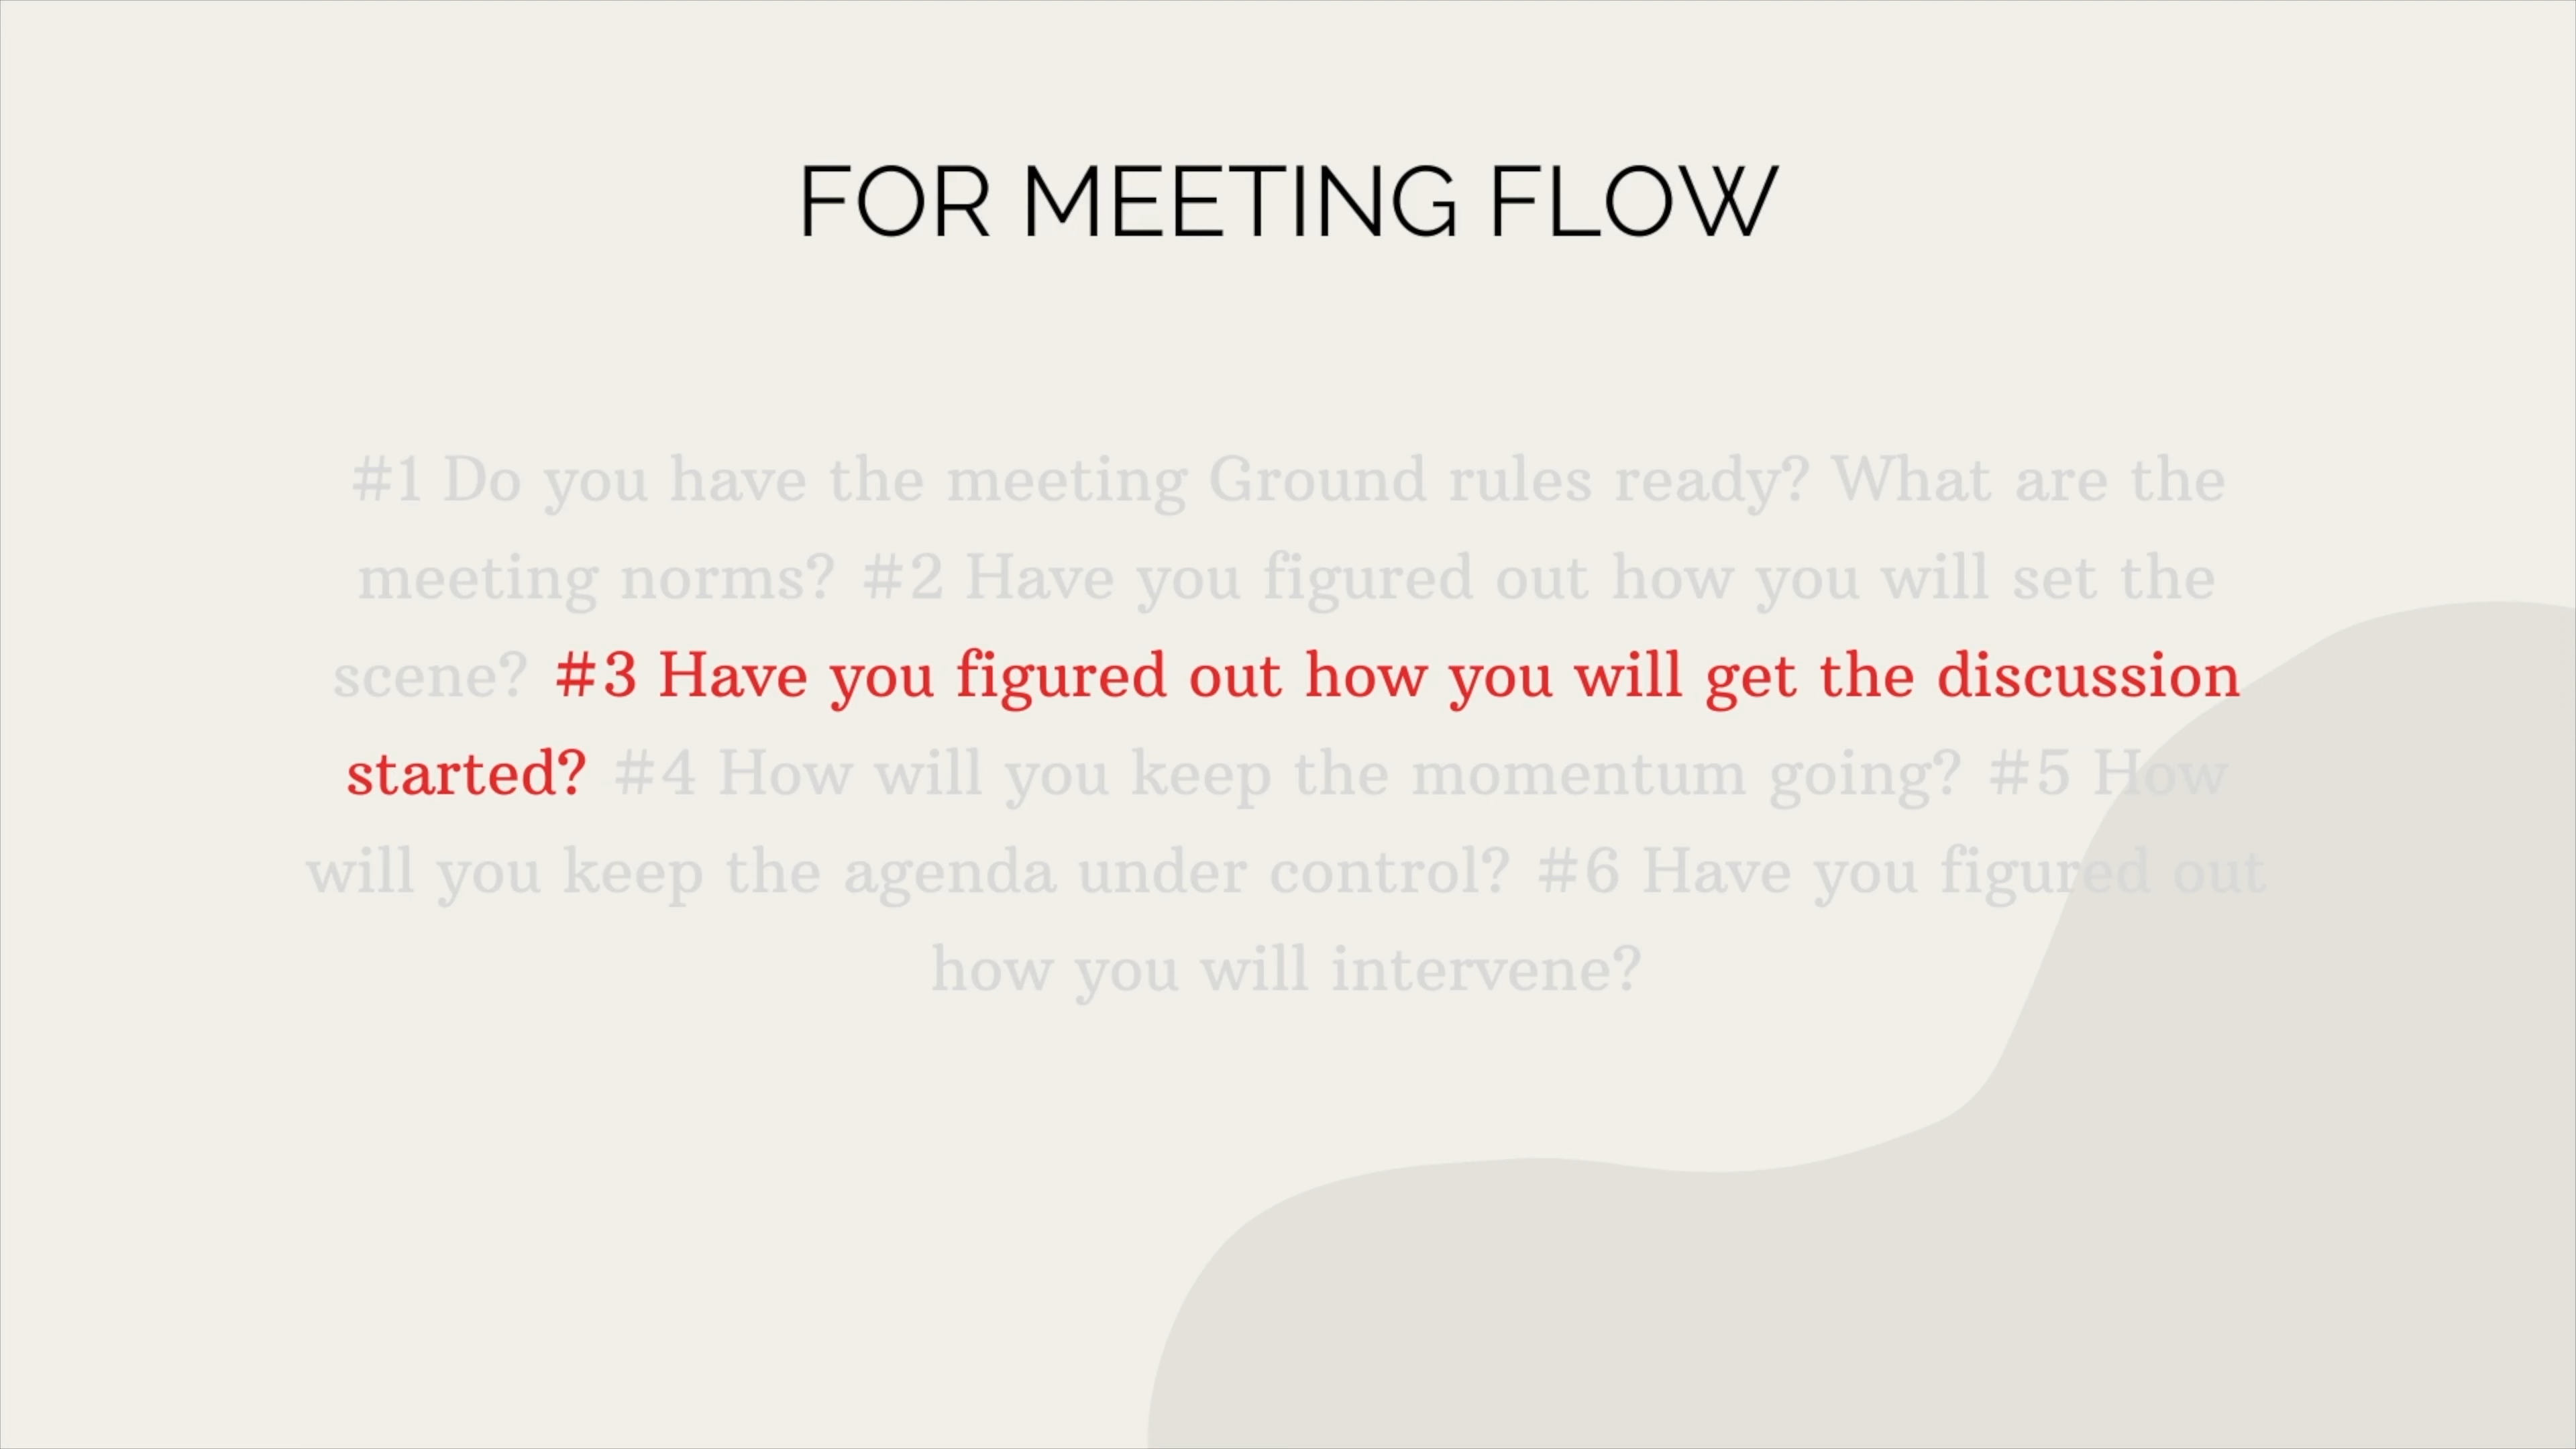 FOR MEETING FLOW
#1 Do you have the meeting Ground rules ready? What are the
meeting norms? #2 Have you figured out how you will set the
scene? #3 Have you figured out how you will get the discussion
started? #4 How will you keep the momentum going? #5 How
will you keep the agenda under control? #6 Have you figured out
how you will intervene?